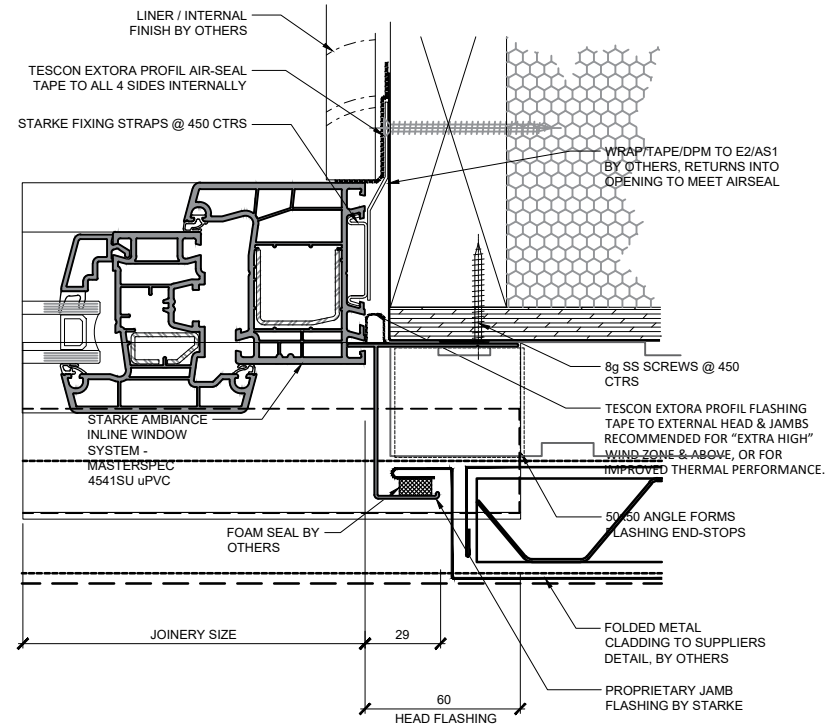 LINER / INTERNAL
FINISH BY OTHERS
TESCON EXTORA PROFIL AIR-SEAL
TAPE TO ALL 4 SIDES INTERNALLY
STARKE FIXING STRAPS @ 450 CTRS
WRAP/TAPE/DPM TO E2/AS1
BY OTHERS, RETURNS INTO
OPENING TO MEET AIRSEAL
8g SS SCREWS @ 450
CTRS
TESCON EXTORA PROFIL FLASHING
TAPE TO EXTERNAL HEAD & JAMBS
RECOMMENDED FOR “EXTRA HIGH”
WIND ZONE & ABOVE, OR FOR
IMPROVED THERMAL PERFORMANCE.
STARKE AMBIANCE
INLINE WINDOW
SYSTEM -
MASTERSPEC
4541SU uPVC
FOAM SEAL BY
OTHERS
50x50 ANGLE FORMS
FLASHING END-STOPS
JOINERY SIZE
29
FOLDED METAL
CLADDING TO SUPPLIERS
DETAIL, BY OTHERS
60
HEAD FLASHING
PROPRIETARY JAMB
FLASHING BY STARKE